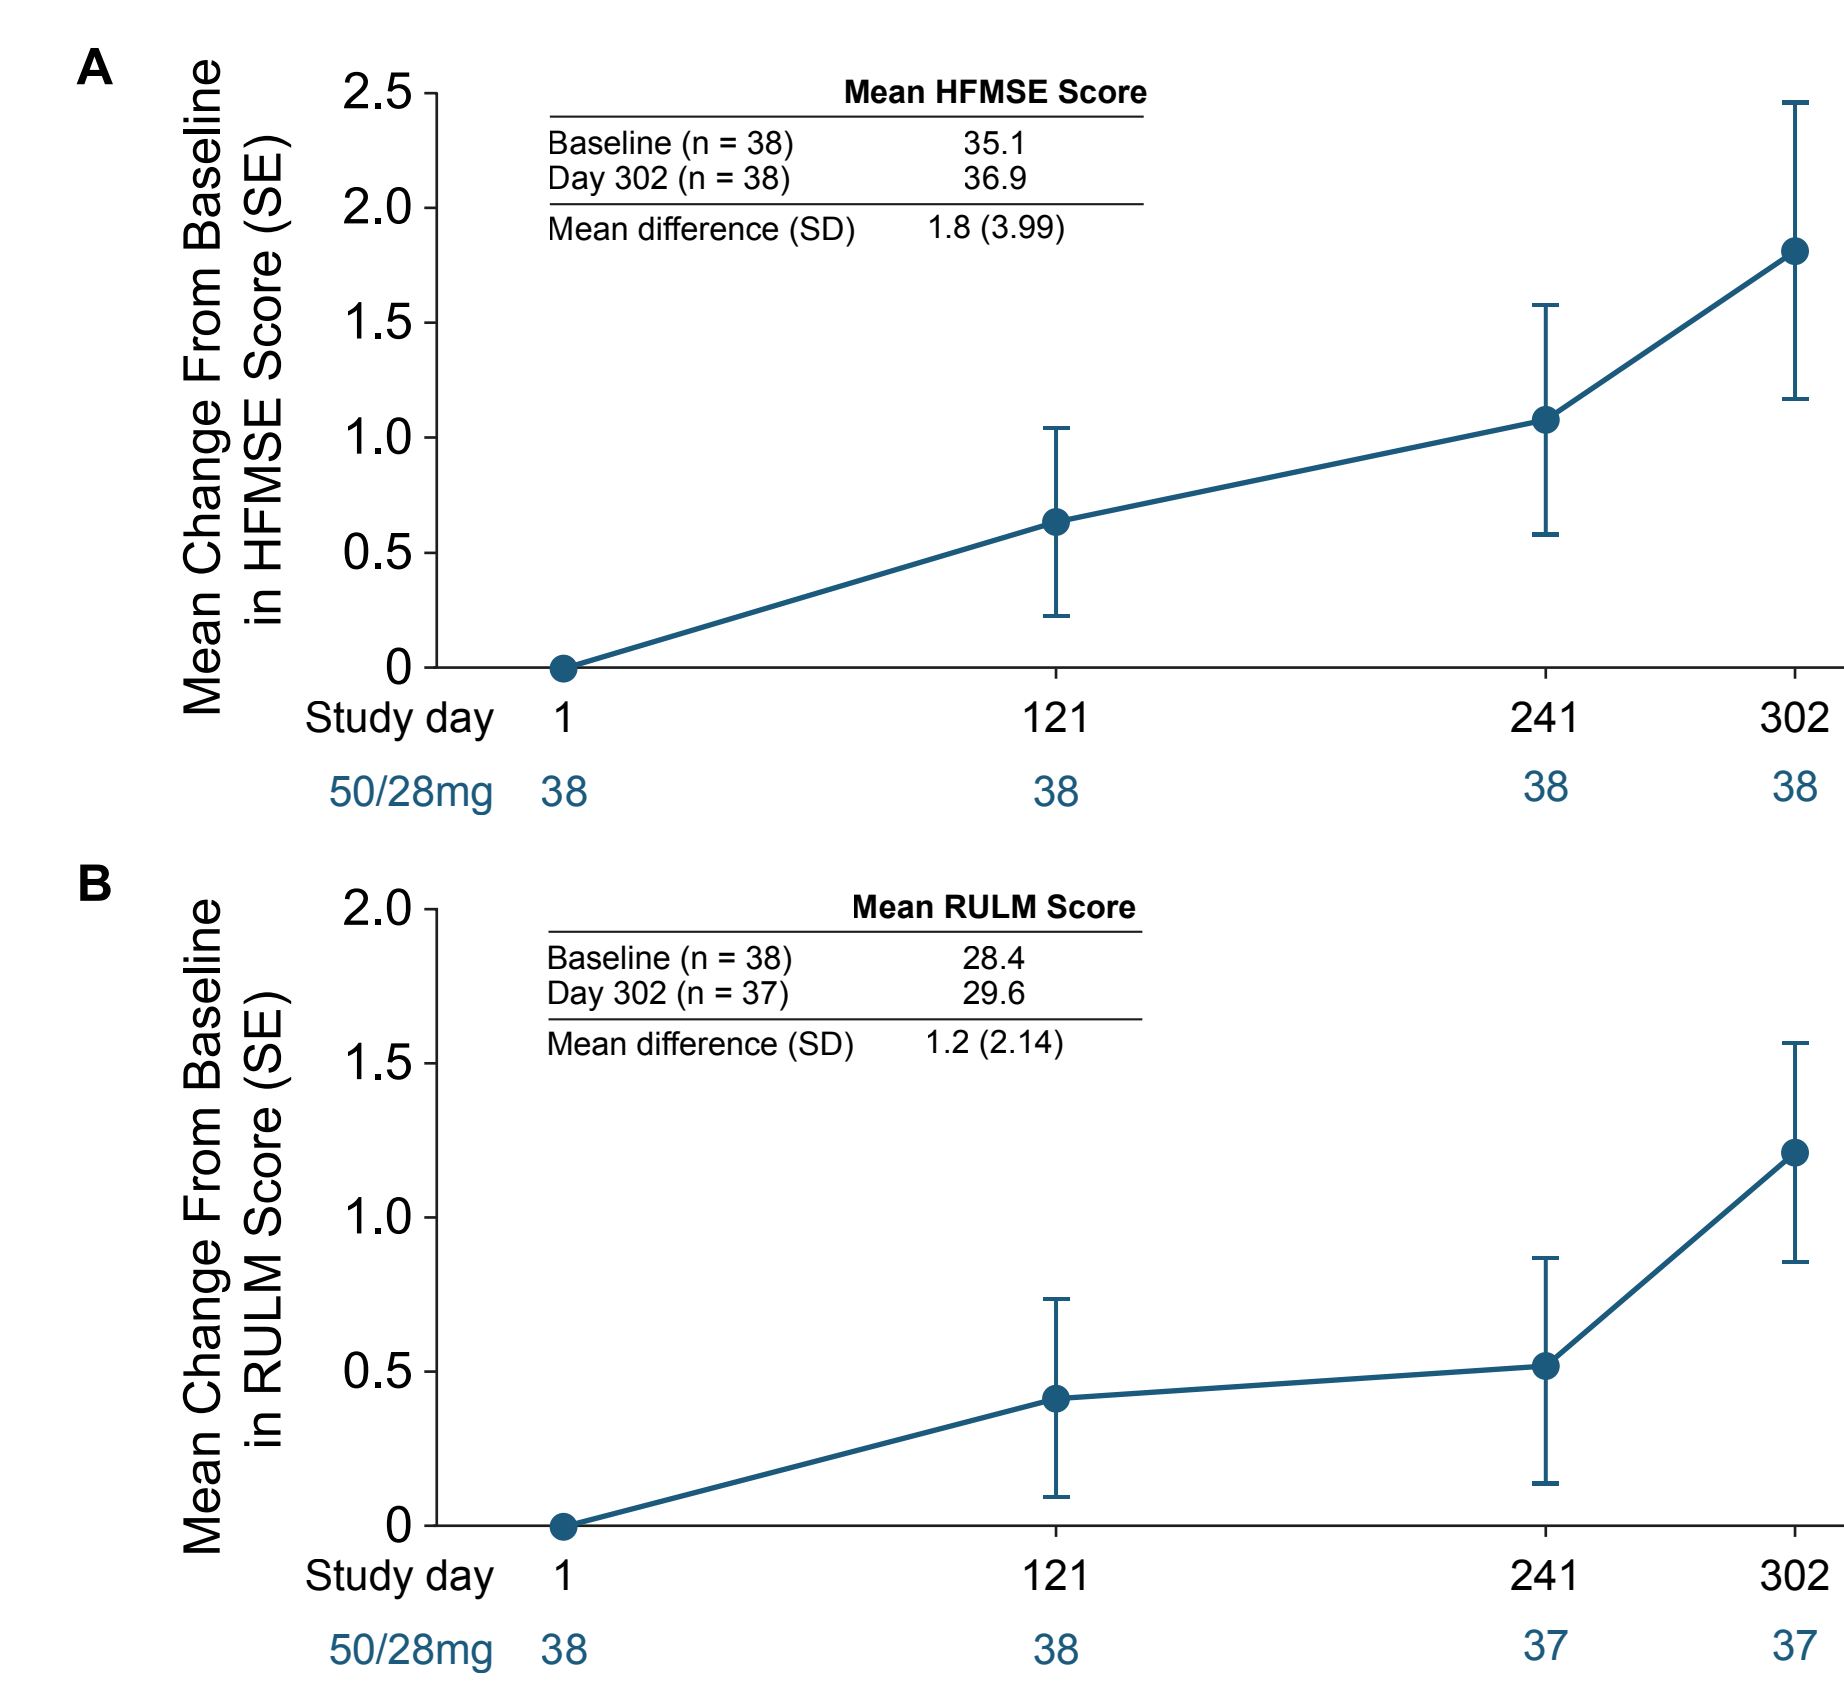 A
Mean Change From Baseline
in HFMSE Score (SE)
2.5
2.0
1.5
1.0
0.5
0
Mean HFMSE Score
Baseline (n = 38) 35.1
Day 302 (n = 38) 36.9
Mean difference (SD) 1.8 (3.99)
Study day 1 121 241 302
50/28mg 38 38 38 38
B
Mean Change From Baseline
in RULM Score (SE)
2.0
1.5
1.0
0.5
0
Mean RULM Score
Baseline (n = 38) 28.4
Day 302 (n = 37) 29.6
Mean difference (SD) 1.2 (2.14)
Study day 1 121 241 302
50/28mg 38 38 37 37